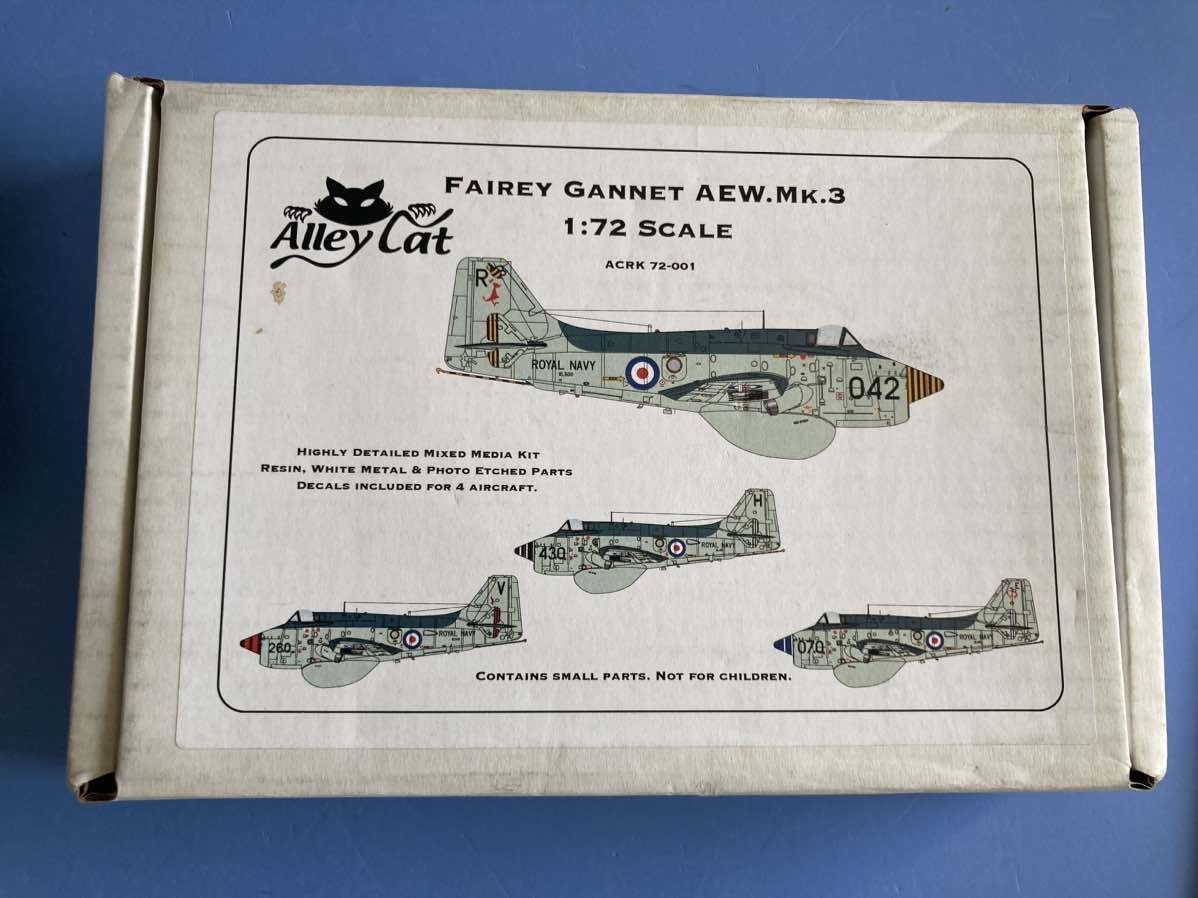 Alley Cat
FAIREY GANNET AEW.MK.3
1:72 SCALE
ACRK 72-001
R
ROYAL NAVY
042
HIGHLY DETAILED MIXED MEDIA KIT
RESIN, WHITE METAL & PHOTO ETCHED PARTS
DECALS INCLUDED FOR 4 AIRCRAFT.
H
430
ROYAL NAVY
V
260
ROYAL NAVY
E
070
ROYAL NAVY
CONTAINS SMALL PARTS. NOT FOR CHILDREN.